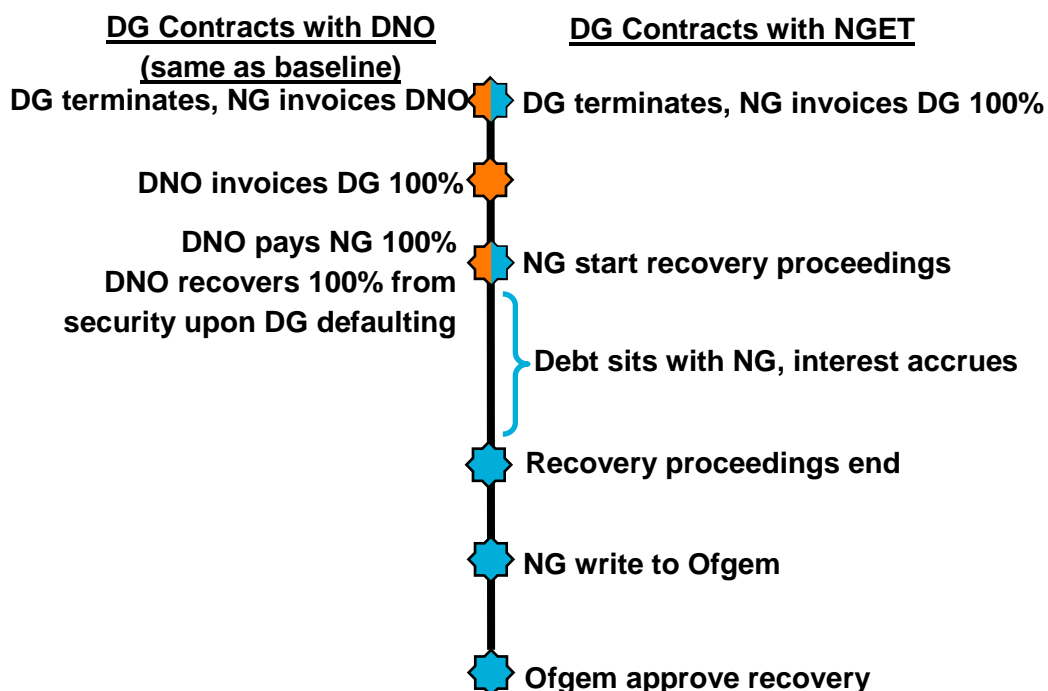 DG Contracts with DNO
(same as baseline)
DG Contracts with NGET
DG terminates, NG invoices DNO
DG terminates, NG invoices DG 100%
DNO invoices DG 100%
DNO pays NG 100%
DNO recovers 100% from
security upon DG defaulting
NG start recovery proceedings
Debt sits with NG, interest accrues
Recovery proceedings end
NG write to Ofgem
Ofgem approve recovery